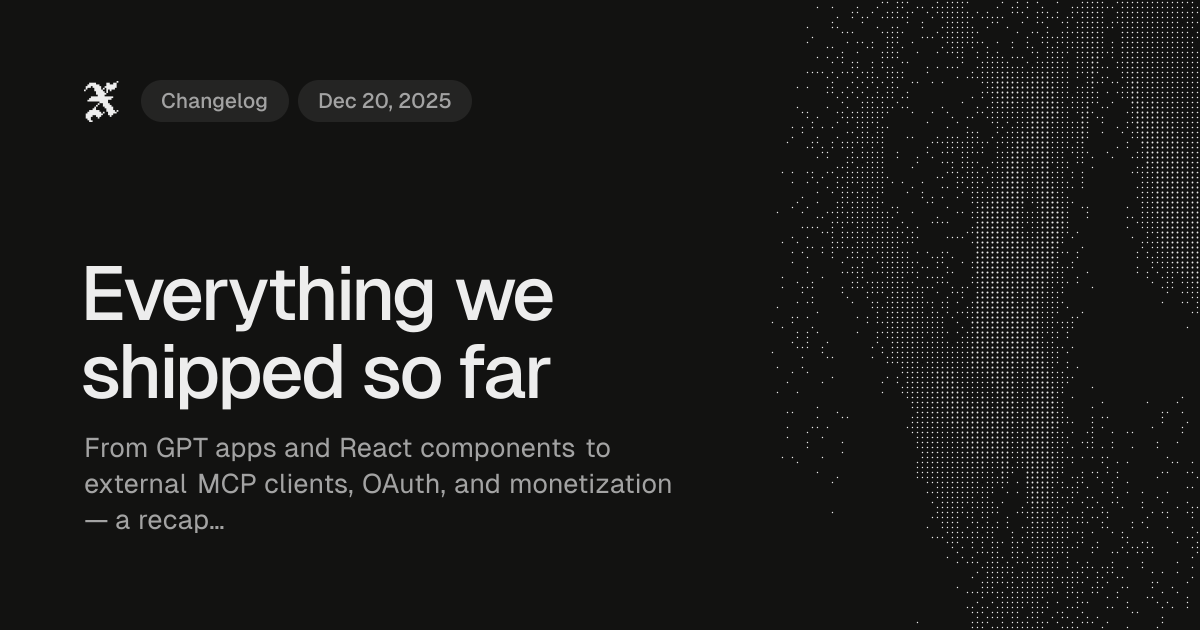 Changelog
Dec 20, 2025
Everything we
shipped so far
From GPT apps and React components to
external MCP clients, OAuth, and monetization
— a recap...